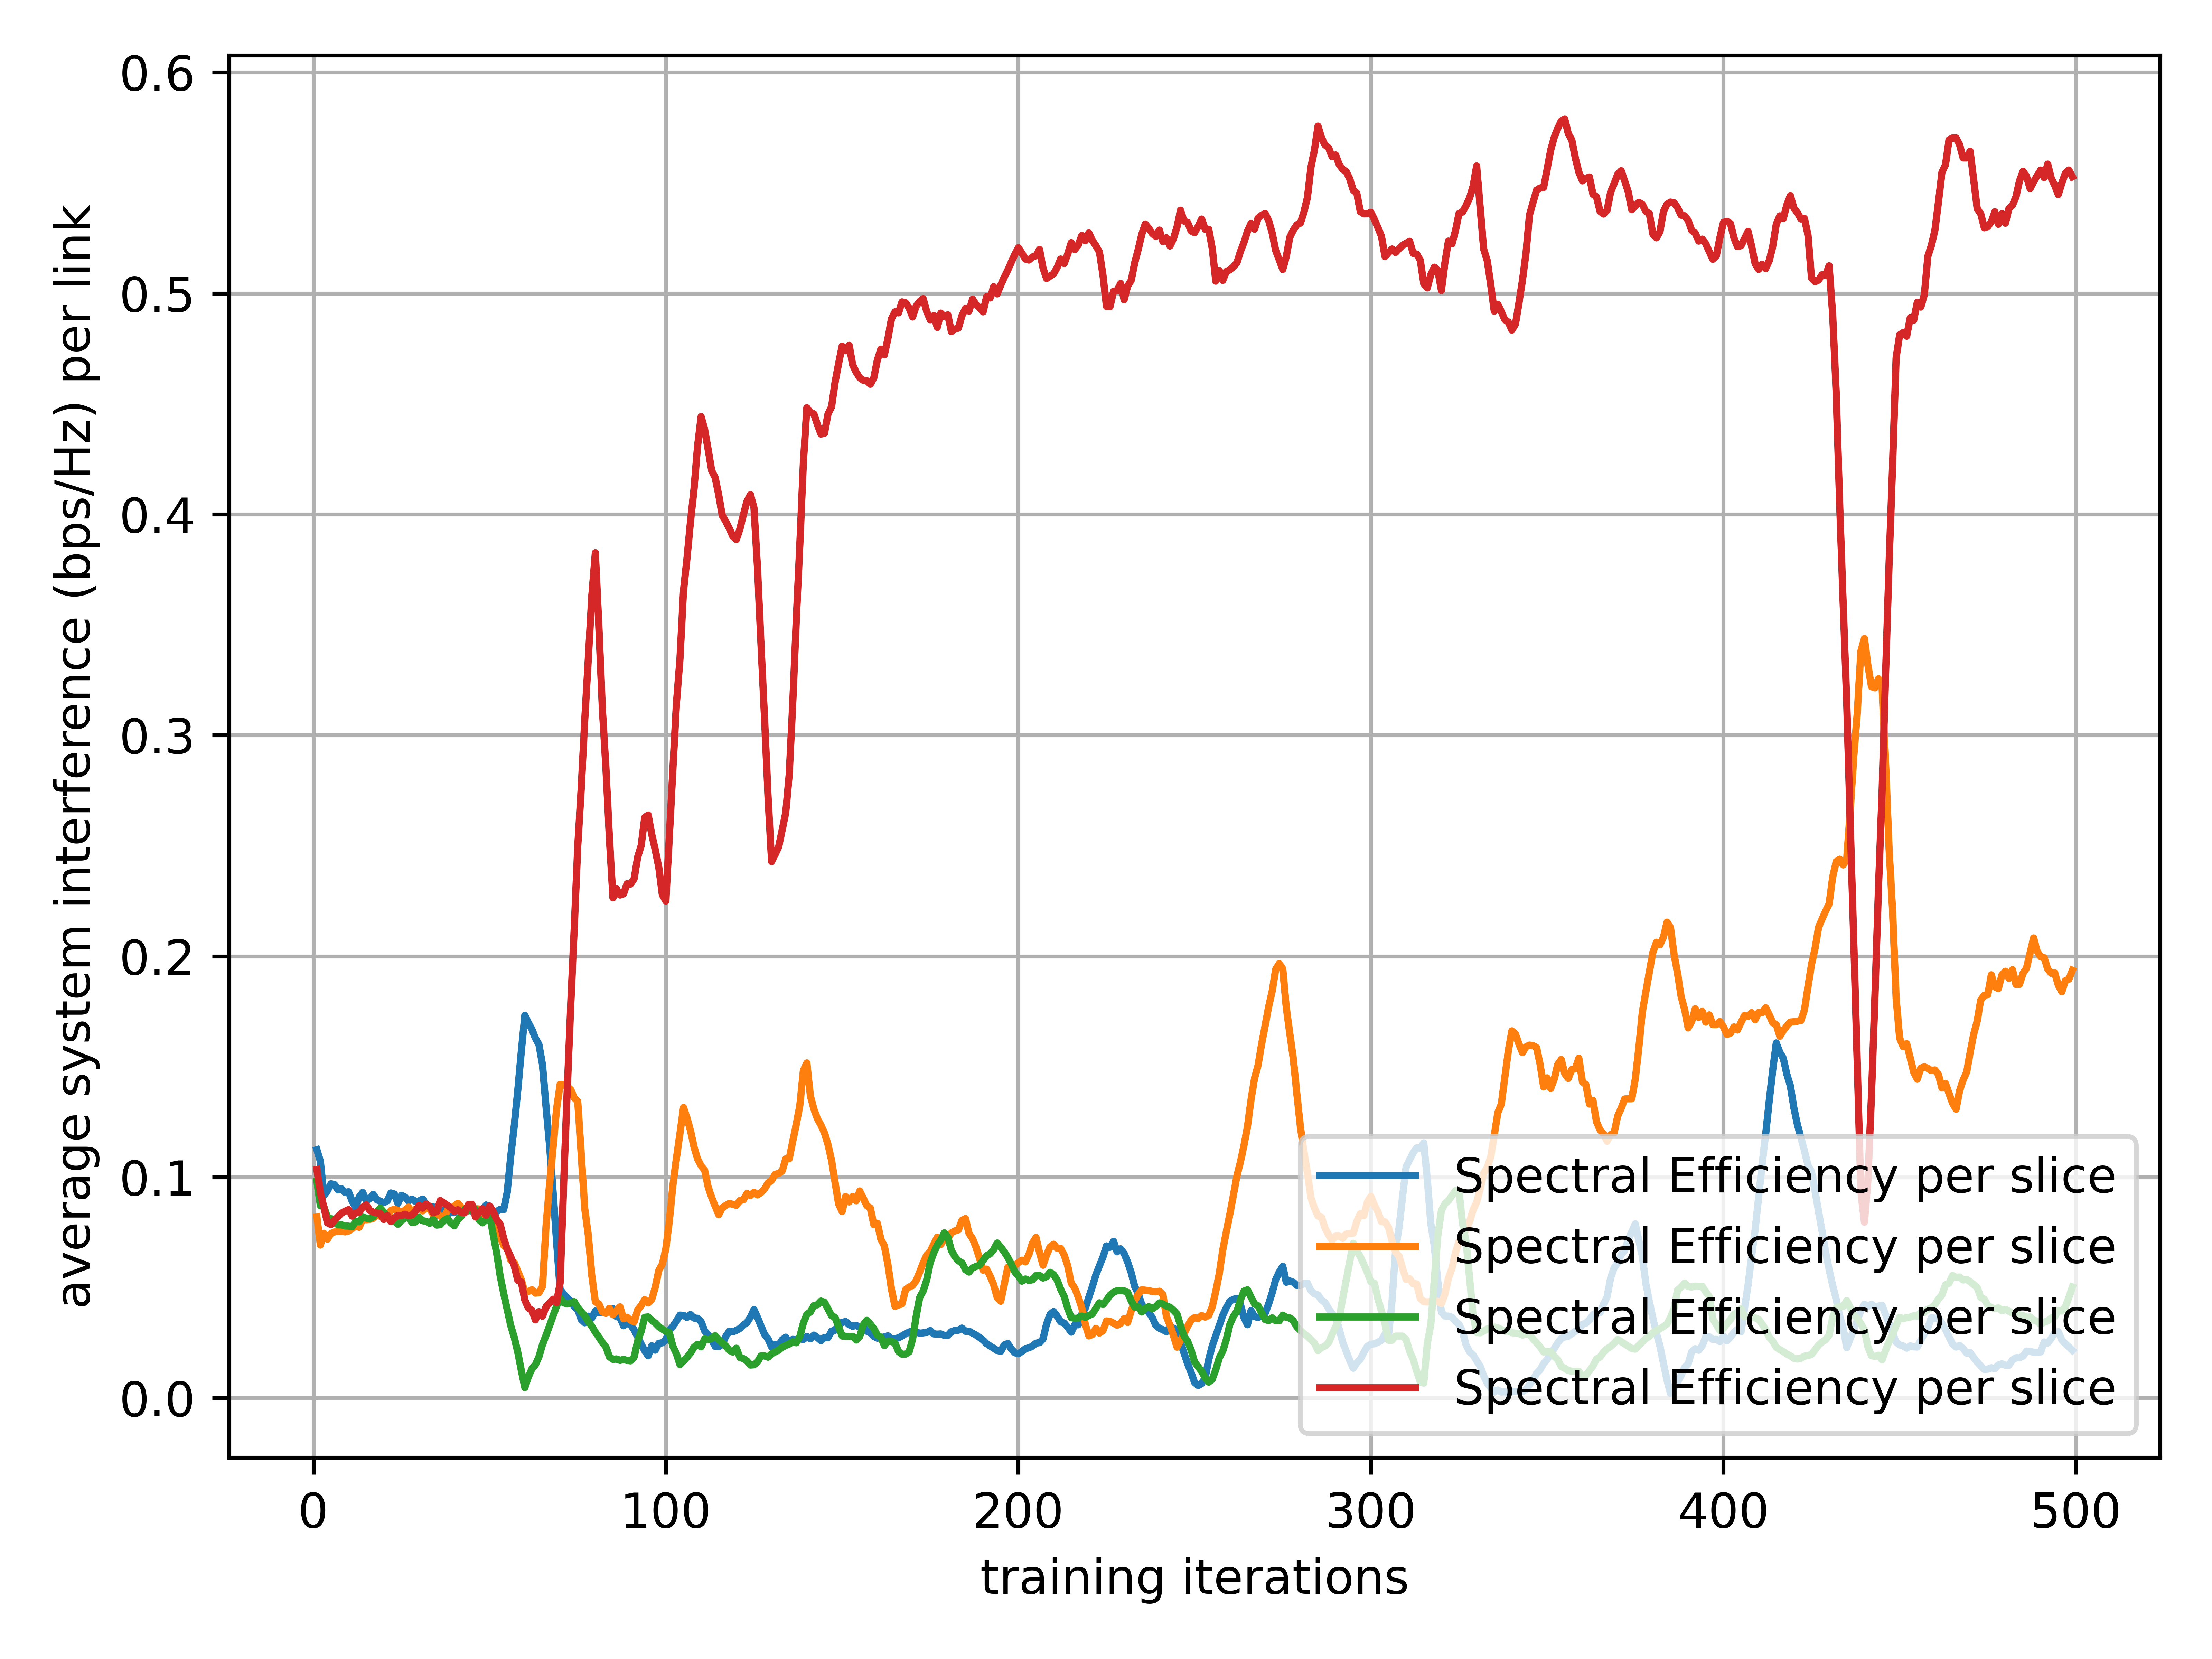 0.6
0.5
0.4
0.3
0.2
0.1
0.0
average system interference (bps/Hz) per link
Spectral Efficiency per slice
Spectral Efficiency per slice
Spectral Efficiency per slice
Spectral Efficiency per slice
0 100 200 300 400 500
training iterations